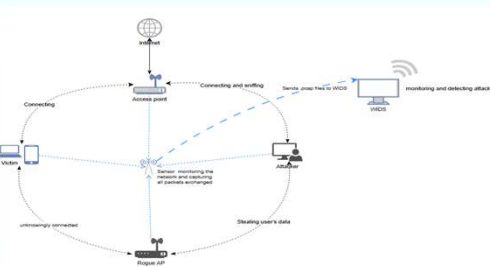 Internet
Access point
Connecting and sniffing
Sends .pcap files to WIDS
monitoring and detecting attack
WIDS
Connecting
Victim
Sensor monitoring the
network and capturing
all packets exchanged
Attacker
unknowingly connected
Stealing user's data
Rogue AP